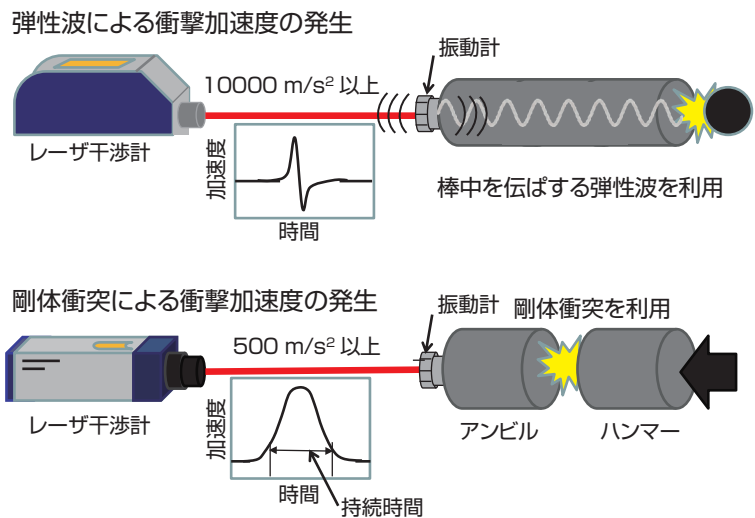 弾性波による衝撃加速度の発生
振動計
10000 m/s² 以上
レーザ干渉計
加速度
時間
棒中を伝ぱする弾性波を利用
剛体衝突による衝撃加速度の発生
振動計
剛体衝突を利用
500 m/s² 以上
レーザ干渉計
加速度
時間
持続時間
アンビル
ハンマー